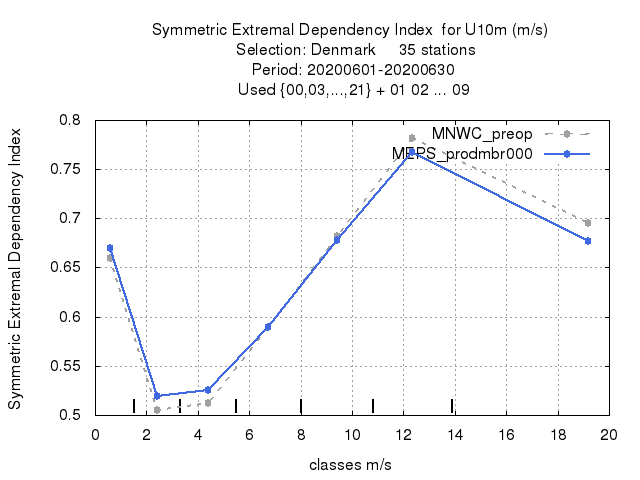 Symmetric Extremal Dependency Index  for U10m (m/s)
Selection: Denmark     35 stations
Period: 20200601-20200630
Used {00,03,...,21} + 01 02 ... 09
Symmetric Extremal Dependency Index
0.8
0.75
0.7
0.65
0.6
0.55
0.5
MNWC_preop
MEPS_prodmbr000
0 2 4 6 8 10 12 14 16 18 20
classes m/s